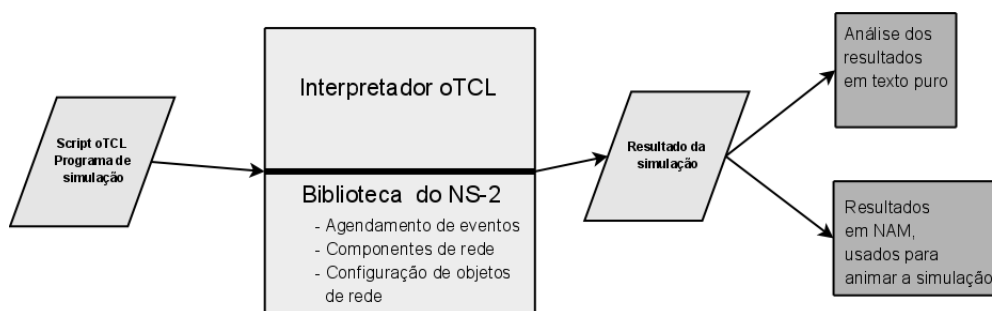 Script oTCL
Programa de
simulação
Interpretador oTCL
Biblioteca do NS-2
- Agendamento de eventos
- Componentes de rede
- Configuração de objetos
de rede
Resultado da
simulação
Análise dos
resultados
em texto puro
Resultados
em NAM,
usados para
animar a simulação